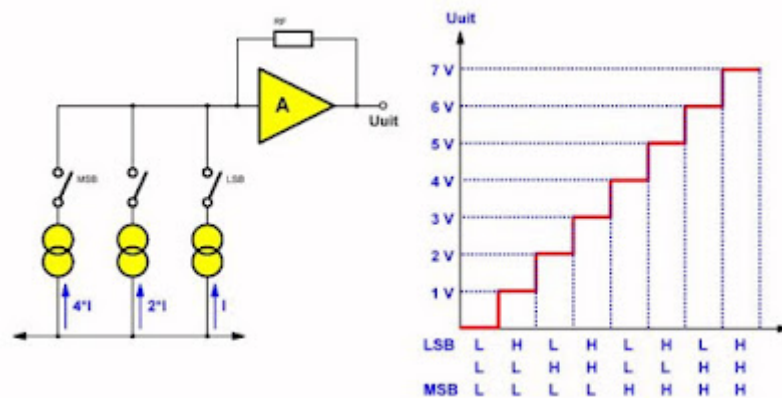 RF
A
Uuit
MSB
LSB
4*I
2*I
I
Uuit
7 V
6 V
5 V
4 V
3 V
2 V
1 V
LSB L H L H L H L H
L L H H L L H H
MSB L L L L H H H H